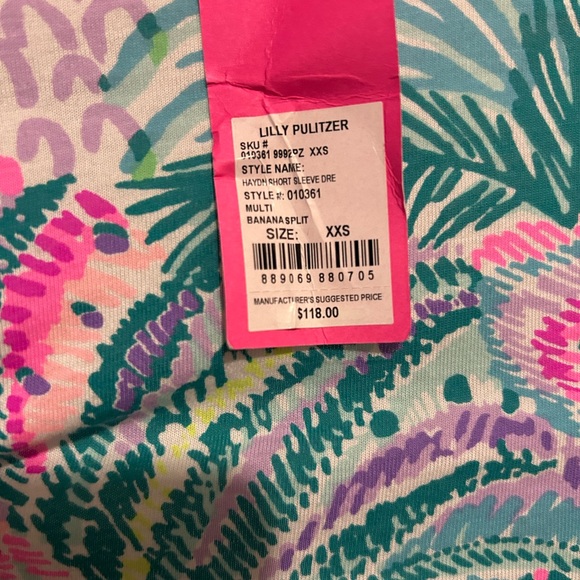 LILLY PULITZER
SKU #
010361 9992PZ XXS
STYLE NAME:
HAYDN SHORT SLEEVE DRE
STYLE #: 010361
MULTI
BANANA SPLIT
SIZE: XXS
889069 880705
MANUFACTURER'S SUGGESTED PRICE
$118.00